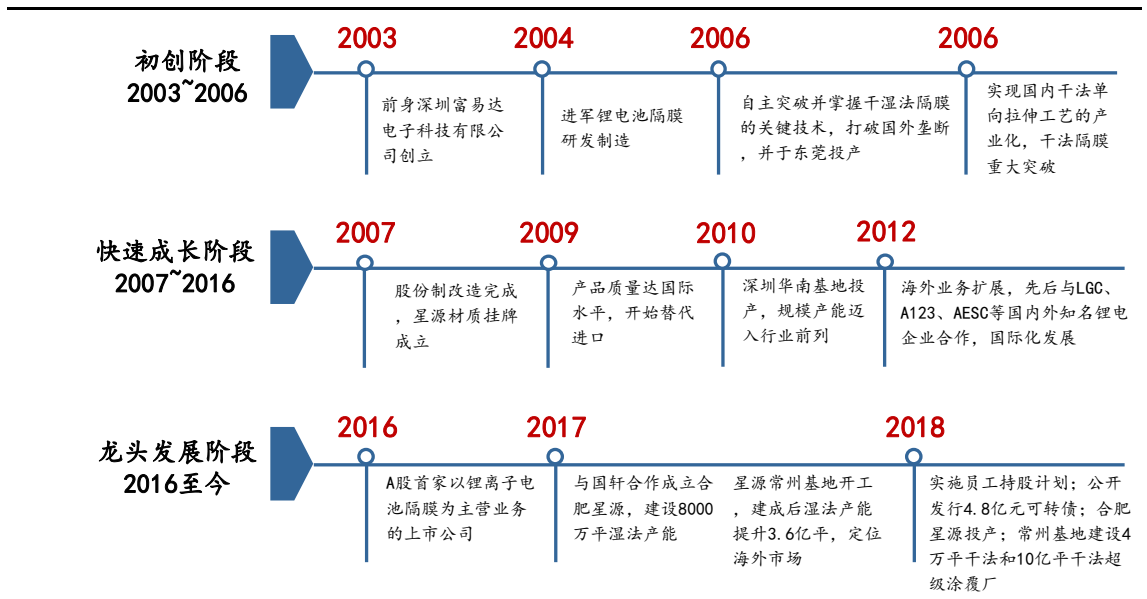 初创阶段
2003~2006
2003
前身深圳富易达
电子科技有限公
司创立
2004
进军锂电池隔膜
研发制造
2006
自主突破并掌握干湿法隔膜
的关键技术，打破国外垄断
，并于东莞投产
2006
实现国内干法单
向拉伸工艺的产
业化，干法隔膜
重大突破
快速成长阶段
2007~2016
2007
股份制改造完成
，星源材质挂牌
成立
2009
产品质量达国际
水平，开始替代
进口
2010
深圳华南基地投
产，规模产能迈
入行业前列
2012
海外业务扩展，先后与LGC、
A123、AESC等国内外知名锂电
企业合作，国际化发展
龙头发展阶段
2016至今
2016
A股首家以锂离子电
池隔膜为主营业务
的上市公司
2017
与国轩合作成立合
肥星源，建设8000
万平湿法产能
星源常州基地开工
，建成后湿法产能
提升3.6亿平，定位
海外市场
2018
实施员工持股计划；公开
发行4.8亿元可转债；合肥
星源投产；常州基地建设4
万平干法和10亿平干法超
级涂覆厂